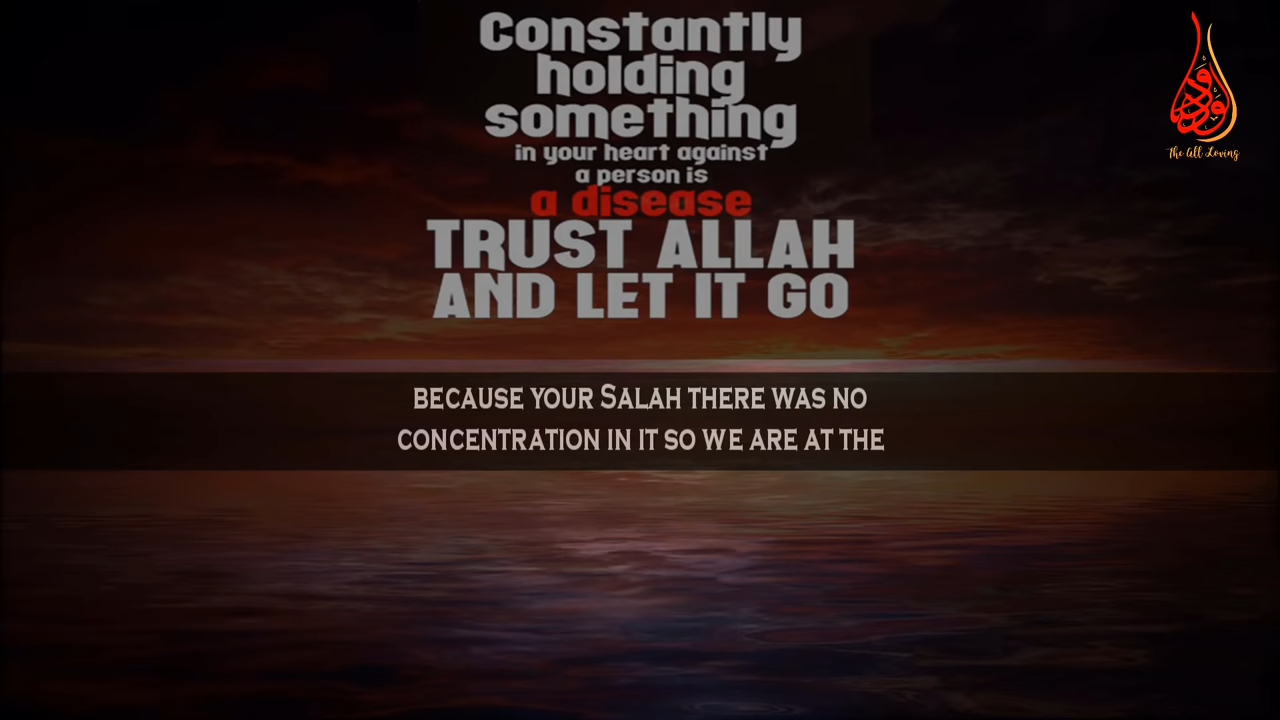 Constantly
holding
something
in your heart against
a person is
a disease
TRUST ALLAH
AND LET IT GO
The All Loving
BECAUSE YOUR SALAH THERE WAS NO
CONCENTRATION IN IT SO WE ARE AT THE